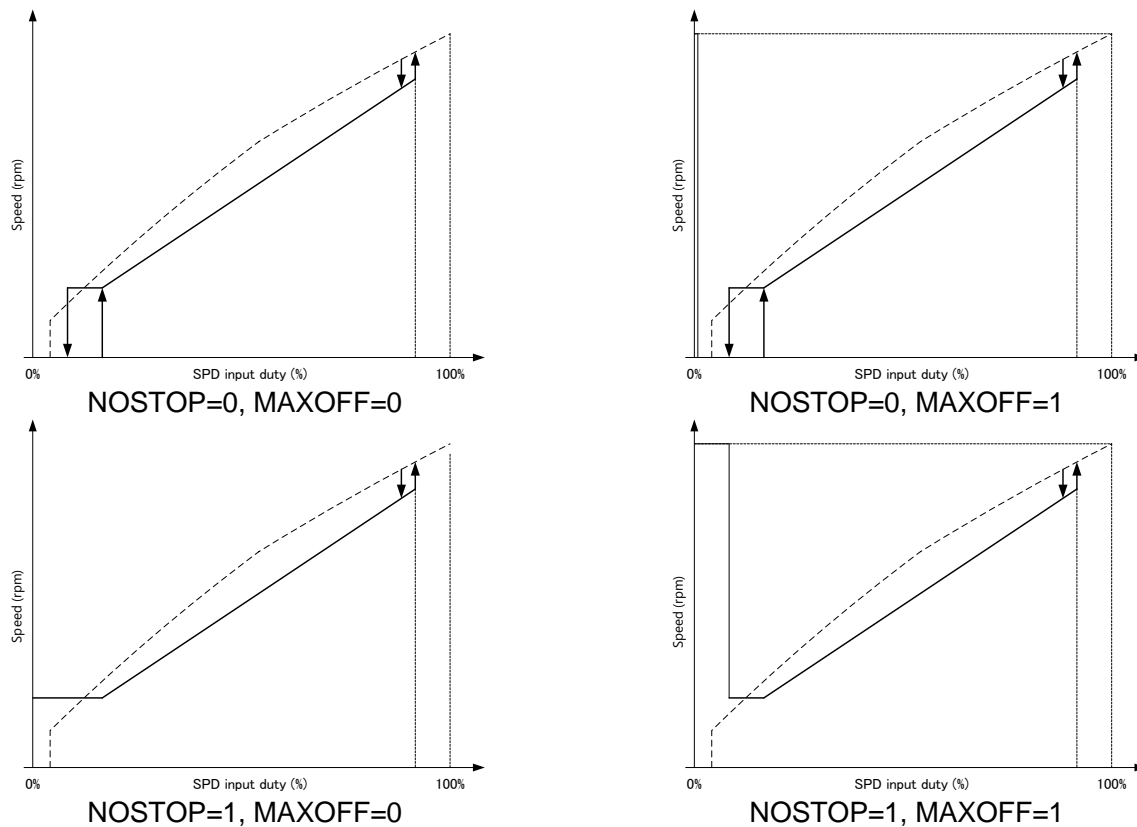 Speed (rpm)
Speed (rpm)
0%
SPD input duty (%)
100%
0%
SPD input duty (%)
100%
NOSTOP=0, MAXOFF=0
NOSTOP=0, MAXOFF=1
Speed (rpm)
Speed (rpm)
0%
SPD input duty (%)
100%
0%
SPD input duty (%)
100%
NOSTOP=1, MAXOFF=0
NOSTOP=1, MAXOFF=1